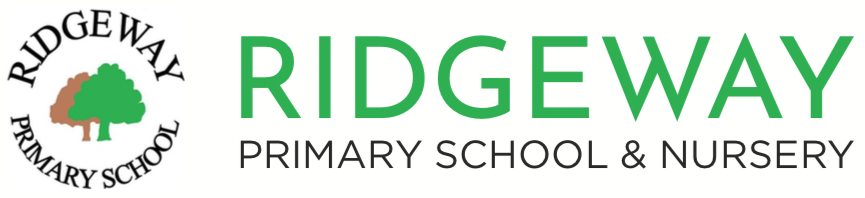 RIDGEWAY
PRIMARY SCHOOL
RIDGEWAY
PRIMARY SCHOOL & NURSERY